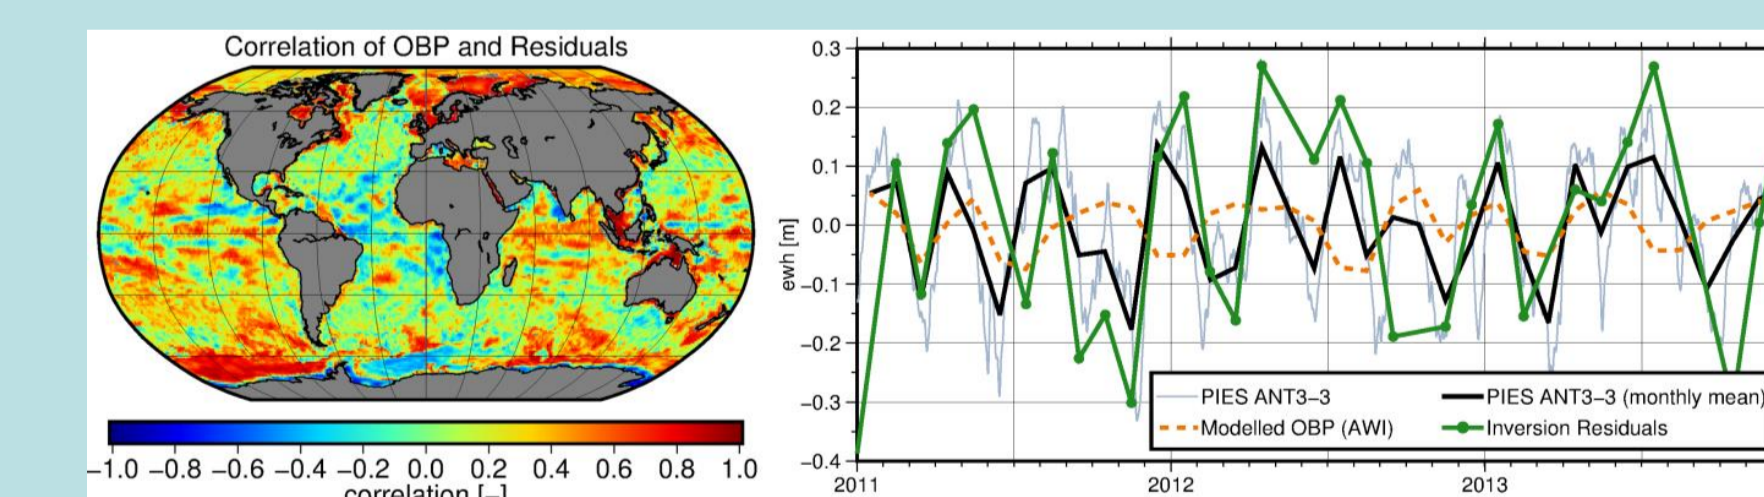 Correlation of OBP and Residuals
−1.0 −0.8 −0.6 −0.4 −0.2 0.0 0.2 0.4 0.6 0.8 1.0
correlation [−]
0.3
0.2
0.1
0.0
−0.1
−0.2
−0.3
−0.4
ewh [m]
2011 2012 2013
PIES ANT3−3
PIES ANT3−3 (monthly mean)
Modelled OBP (AWI)
Inversion Residuals